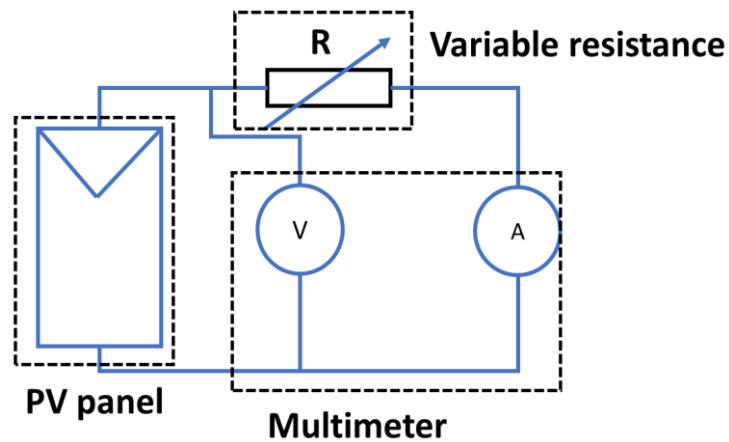 R
Variable resistance
V
A
PV panel
Multimeter